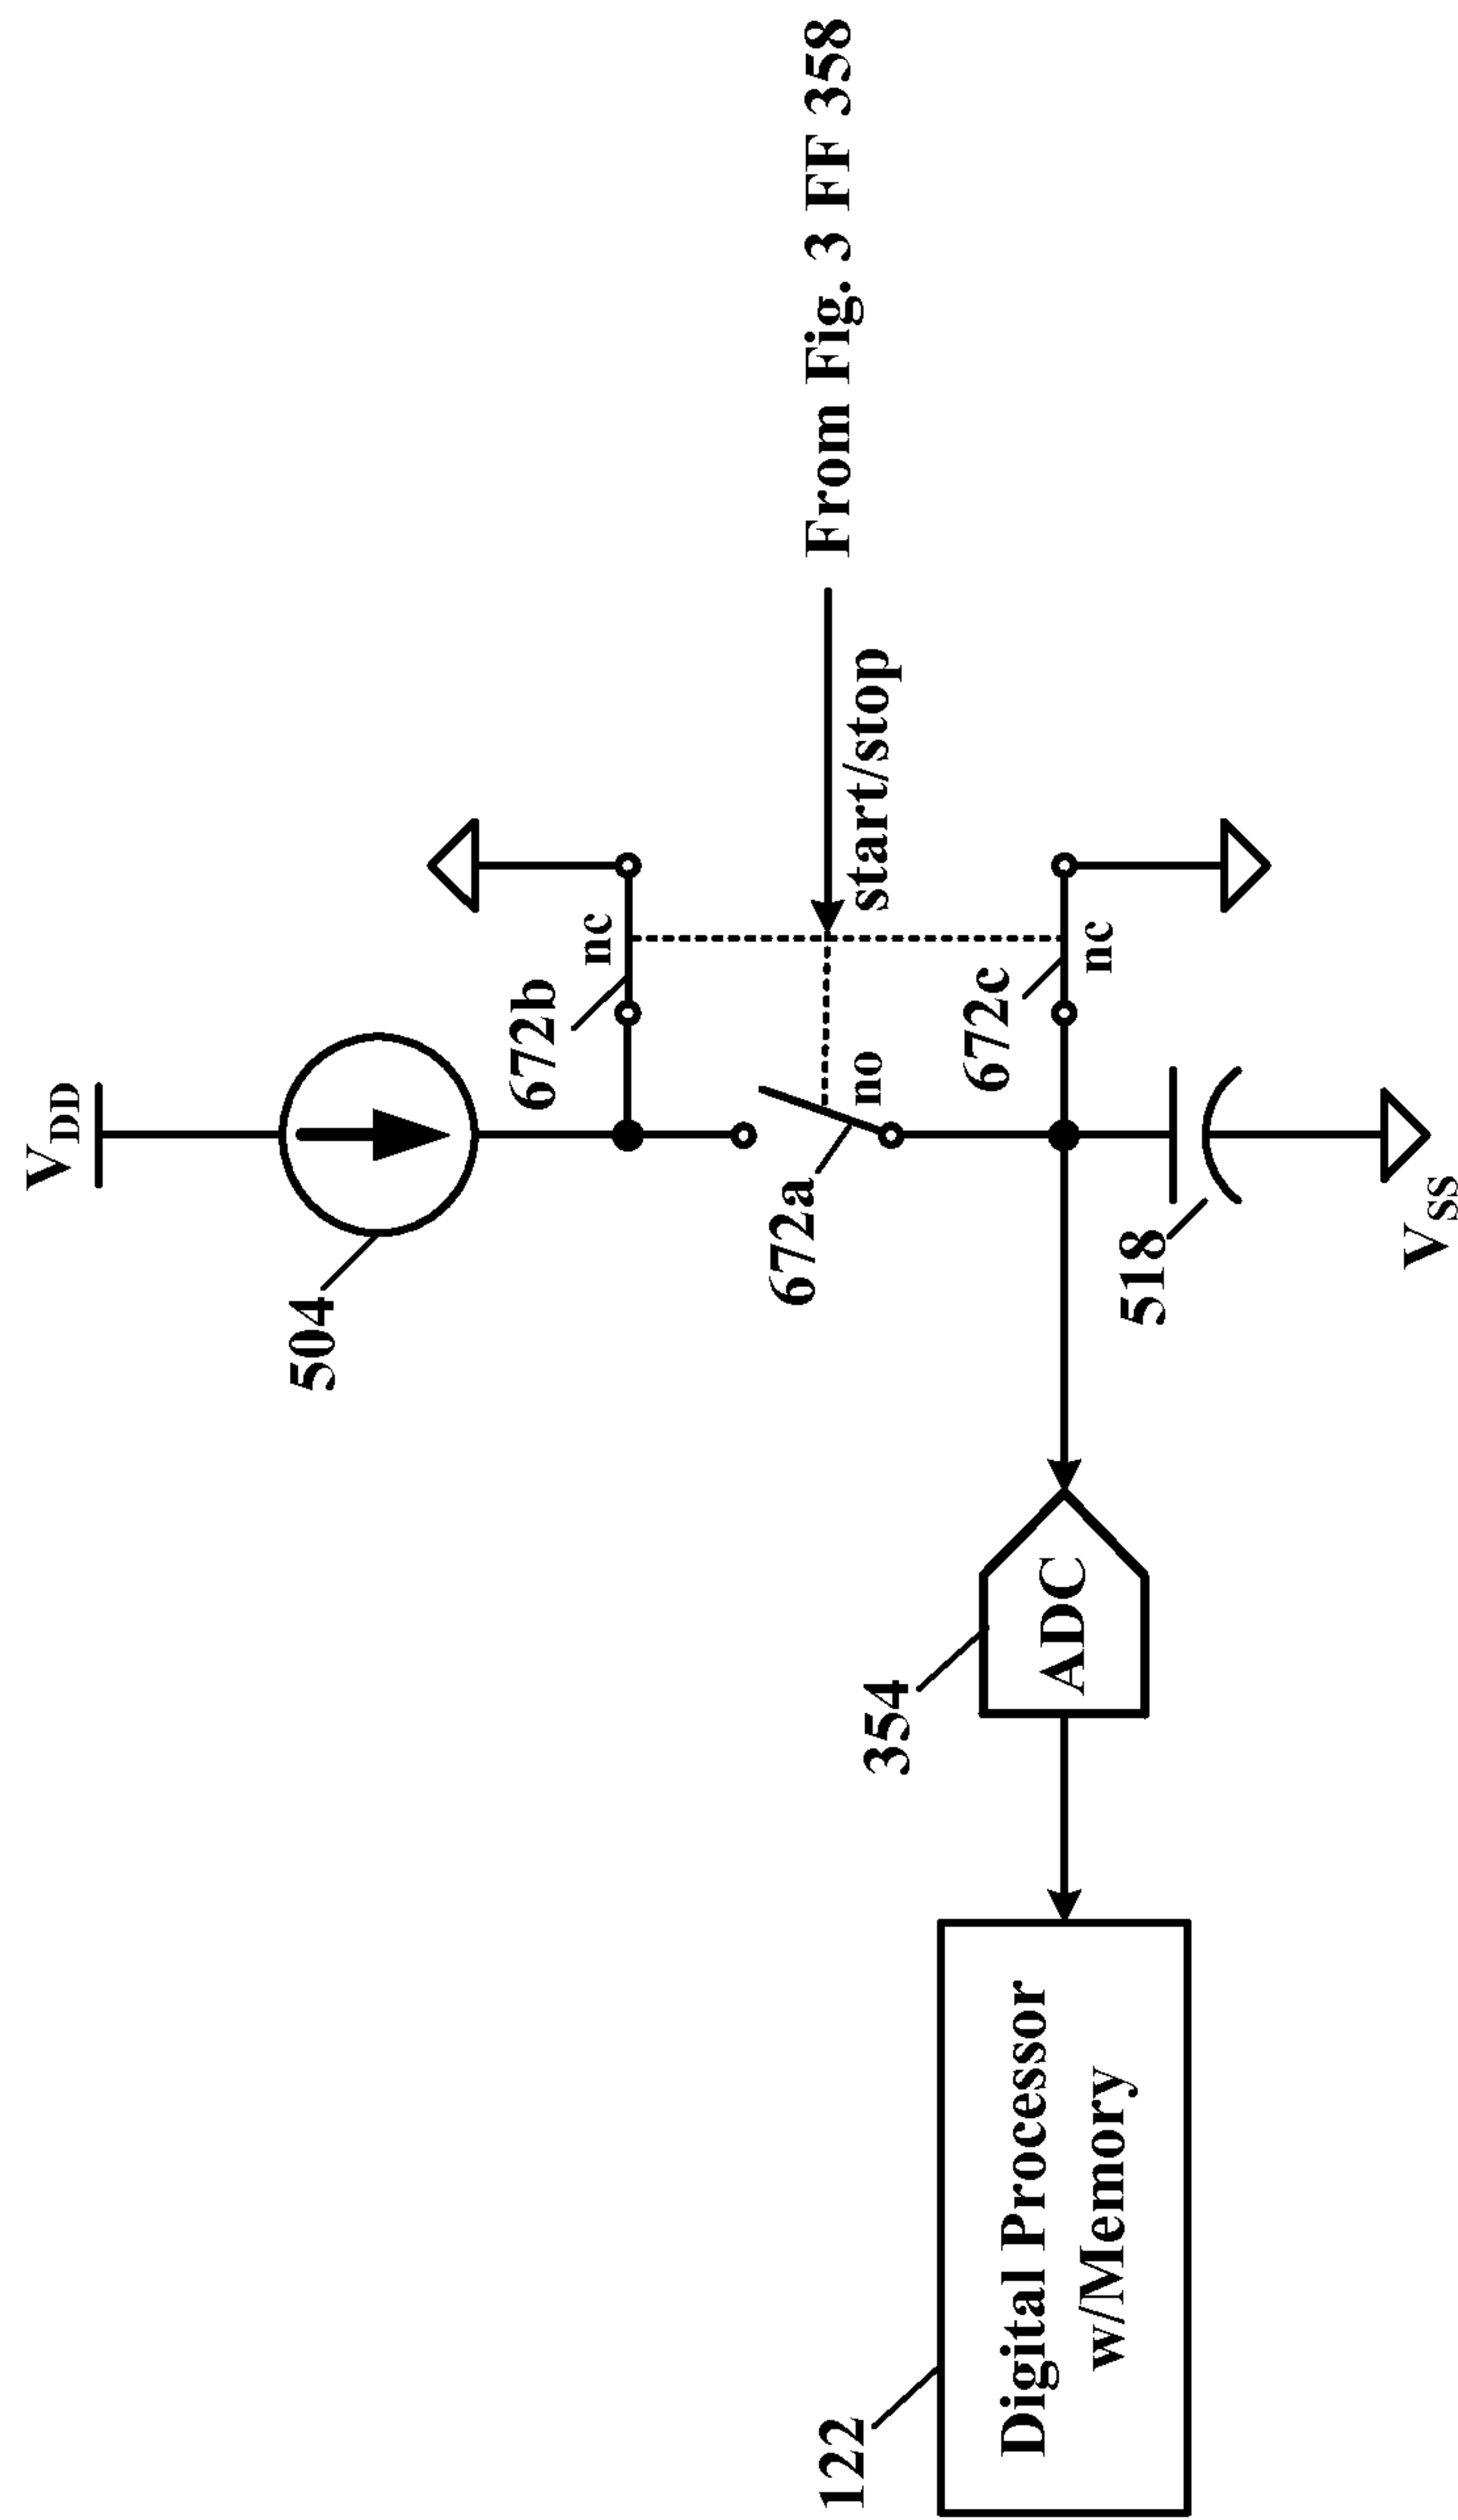 V_DD
504
672b
nc
672a
no
start/stop
From Fig. 3 FF 358
672c
nc
354
ADC
518
122
Digital Processor
w/Memory
V_SS